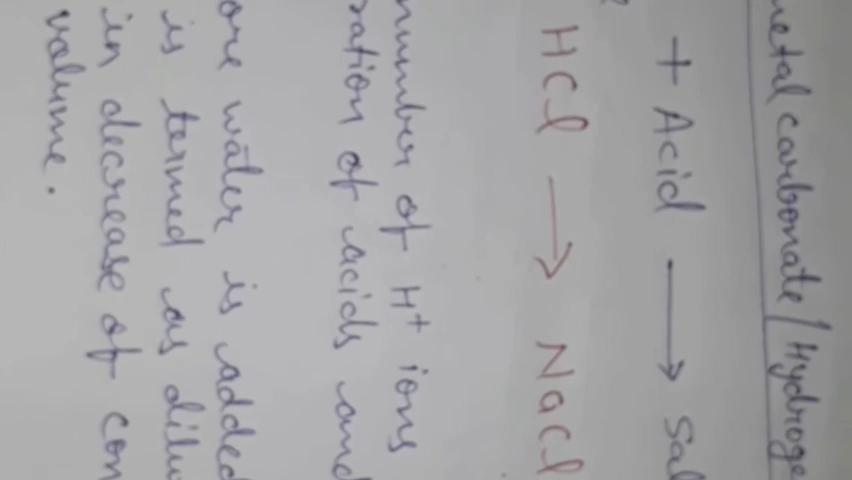 metal carbonate / Hydroge
+ Acid → Sal
HCl → NaCl
number of H⁺ ions
ration of acids and
ore water is added
is termed as dilu
in decrease of con
volume.